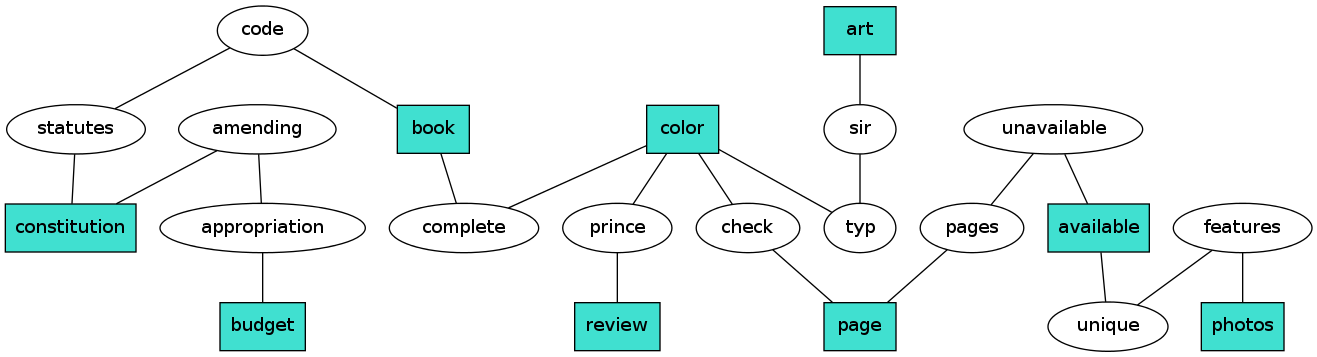 code
art
statutes
amending
book
color
sir
unavailable
constitution
appropriation
complete
prince
check
typ
pages
available
features
budget
review
page
unique
photos